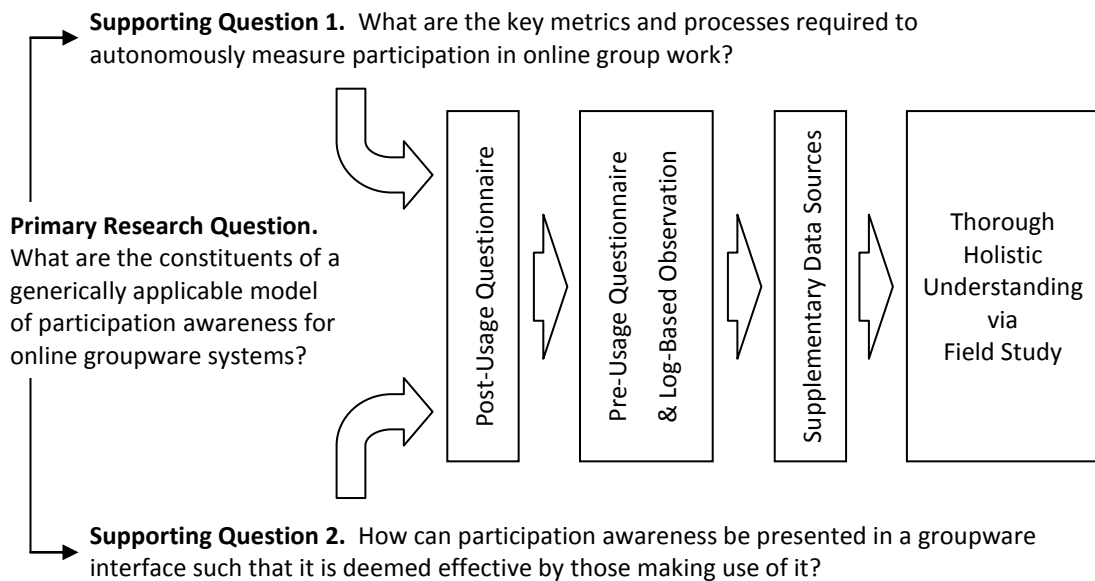 Supporting Question 1. What are the key metrics and processes required to
autonomously measure participation in online group work?
Primary Research Question.
What are the constituents of a
generically applicable model
of participation awareness for
online groupware systems?
Post-Usage Questionnaire
Pre-Usage Questionnaire
& Log-Based Observation
Supplementary Data Sources
Thorough
Holistic
Understanding
via
Field Study
Supporting Question 2. How can participation awareness be presented in a groupware
interface such that it is deemed effective by those making use of it?